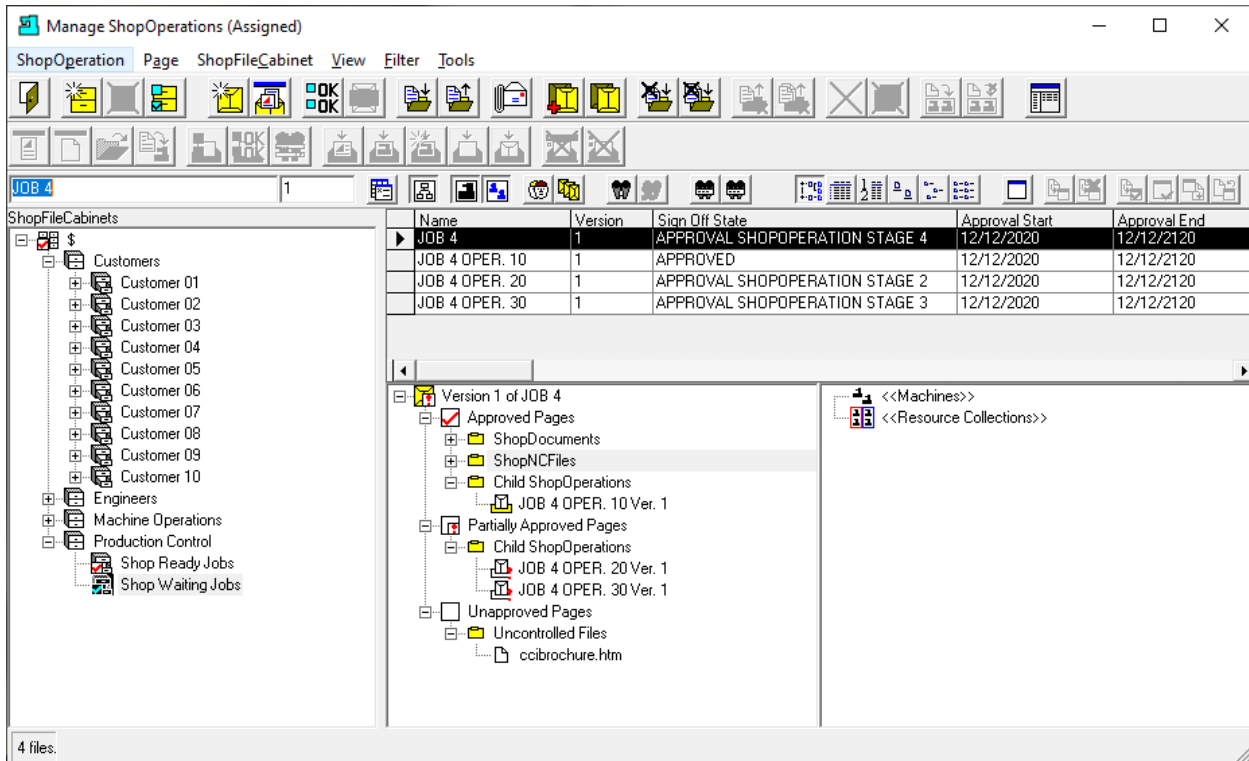 Manage ShopOperations (Assigned)
ShopOperation Page ShopFileCabinet View Filter Tools
OK
OK
JOB 4 1
ShopFileCabinets
$
Customers
Customer 01
Customer 02
Customer 03
Customer 04
Customer 05
Customer 06
Customer 07
Customer 08
Customer 09
Customer 10
Engineers
Machine Operations
Production Control
Shop Ready Jobs
Shop Waiting Jobs
Name Version Sign Off State Approval Start Approval End
JOB 4 1 APPROVAL SHOPOPERATION STAGE 4 12/12/2020 12/12/2120
JOB 4 OPER. 10 1 APPROVED 12/12/2020 12/12/2120
JOB 4 OPER. 20 1 APPROVAL SHOPOPERATION STAGE 2 12/12/2020 12/12/2120
JOB 4 OPER. 30 1 APPROVAL SHOPOPERATION STAGE 3 12/12/2020 12/12/2120
Version 1 of JOB 4
Approved Pages
ShopDocuments
ShopNCFiles
Child ShopOperations
JOB 4 OPER. 10 Ver. 1
Partially Approved Pages
Child ShopOperations
JOB 4 OPER. 20 Ver. 1
JOB 4 OPER. 30 Ver. 1
Unapproved Pages
Uncontrolled Files
ccibrochure.htm
<<Machines>>
<<Resource Collections>>
4 files.